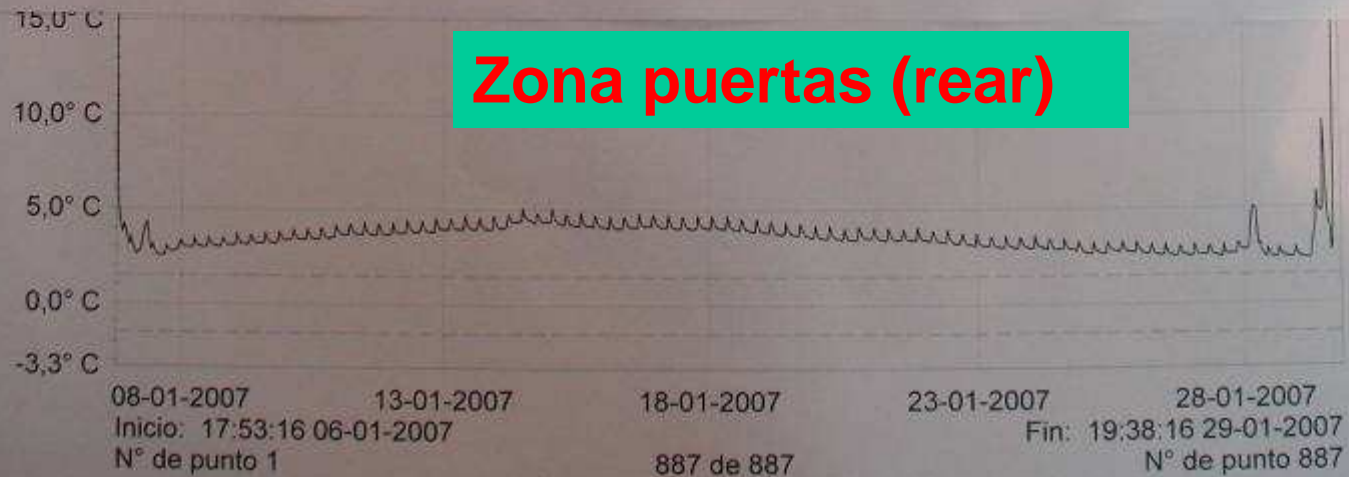 15,0° C
Zona puertas (rear)
10,0° C
5,0° C
0,0° C
-3,3° C
08-01-2007 13-01-2007 18-01-2007 23-01-2007 28-01-2007
Inicio: 17:53:16 06-01-2007 Fin: 19:38:16 29-01-2007
N° de punto 1 887 de 887 N° de punto 887